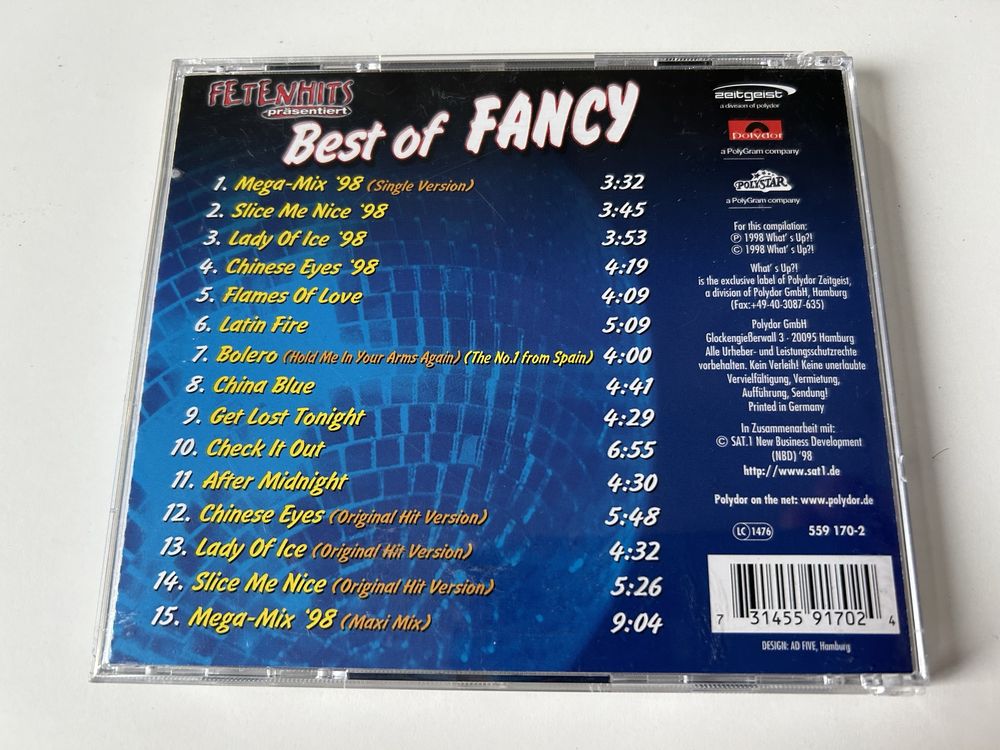 FETENHITS
präsentiert
Best of FANCY
1. Mega-Mix '98 (Single Version) 3:32
2. Slice Me Nice '98 3:45
3. Lady Of Ice '98 3:53
4. Chinese Eyes '98 4:19
5. Flames Of Love 4:09
6. Latin Fire 5:09
7. Bolero (Hold Me In Your Arms Again) (The No.1 from Spain) 4:00
8. China Blue 4:41
9. Get Lost Tonight 4:29
10. Check It Out 6:55
11. After Midnight 4:30
12. Chinese Eyes (Original Hit Version) 5:48
13. Lady Of Ice (Original Hit Version) 4:32
14. Slice Me Nice (Original Hit Version) 5:26
15. Mega-Mix '98 (Maxi Mix) 9:04
zeitgeist
a division of polydor
polydor
a PolyGram company
POLYSTAR
a PolyGram company
For this compilation:
℗ 1998 What's Up?!
© 1998 What's Up?!
What's Up?!
is the exclusive label of Polydor Zeitgeist,
a division of Polydor GmbH, Hamburg
(Fax:+49-40-3087-635)
Polydor GmbH
Glockengießerwall 3 - 20095 Hamburg
Alle Urheber- und Leistungsschutzrechte
vorbehalten. Kein Verleih! Keine unerlaubte
Vervielfältigung, Vermietung,
Aufführung, Sendung!
Printed in Germany
In Zusammenarbeit mit:
© SAT.1 New Business Development
(NBD) '98
http://www.sat1.de
Polydor on the net: www.polydor.de
LC 1476 559 170-2
7 31455 91702 4
DESIGN: AD FIVE, Hamburg